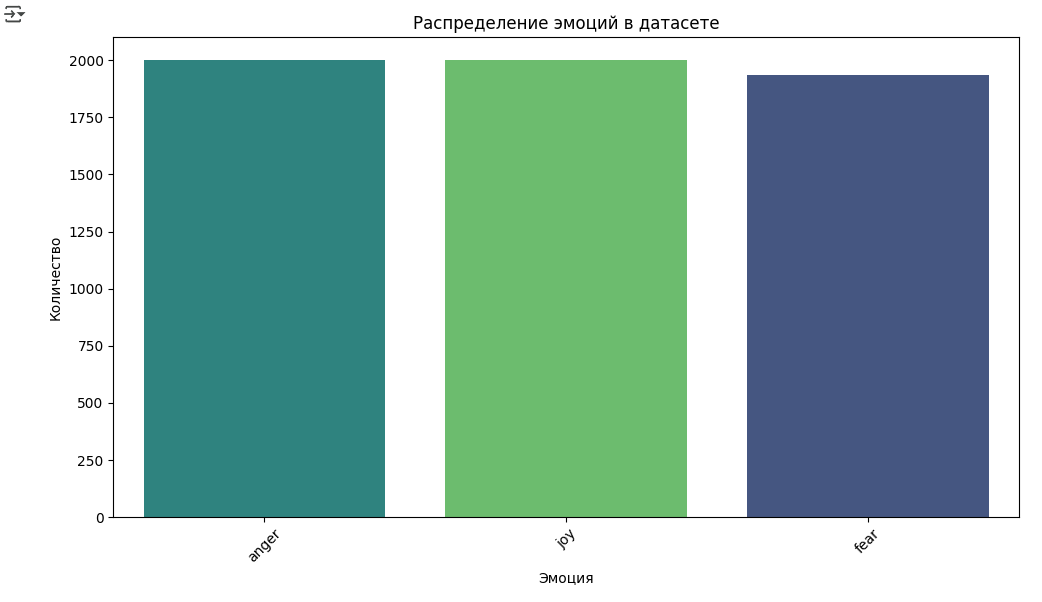 Распределение эмоций в датасете
Количество
2000
1750
1500
1250
1000
750
500
250
0
anger
joy
fear
Эмоция